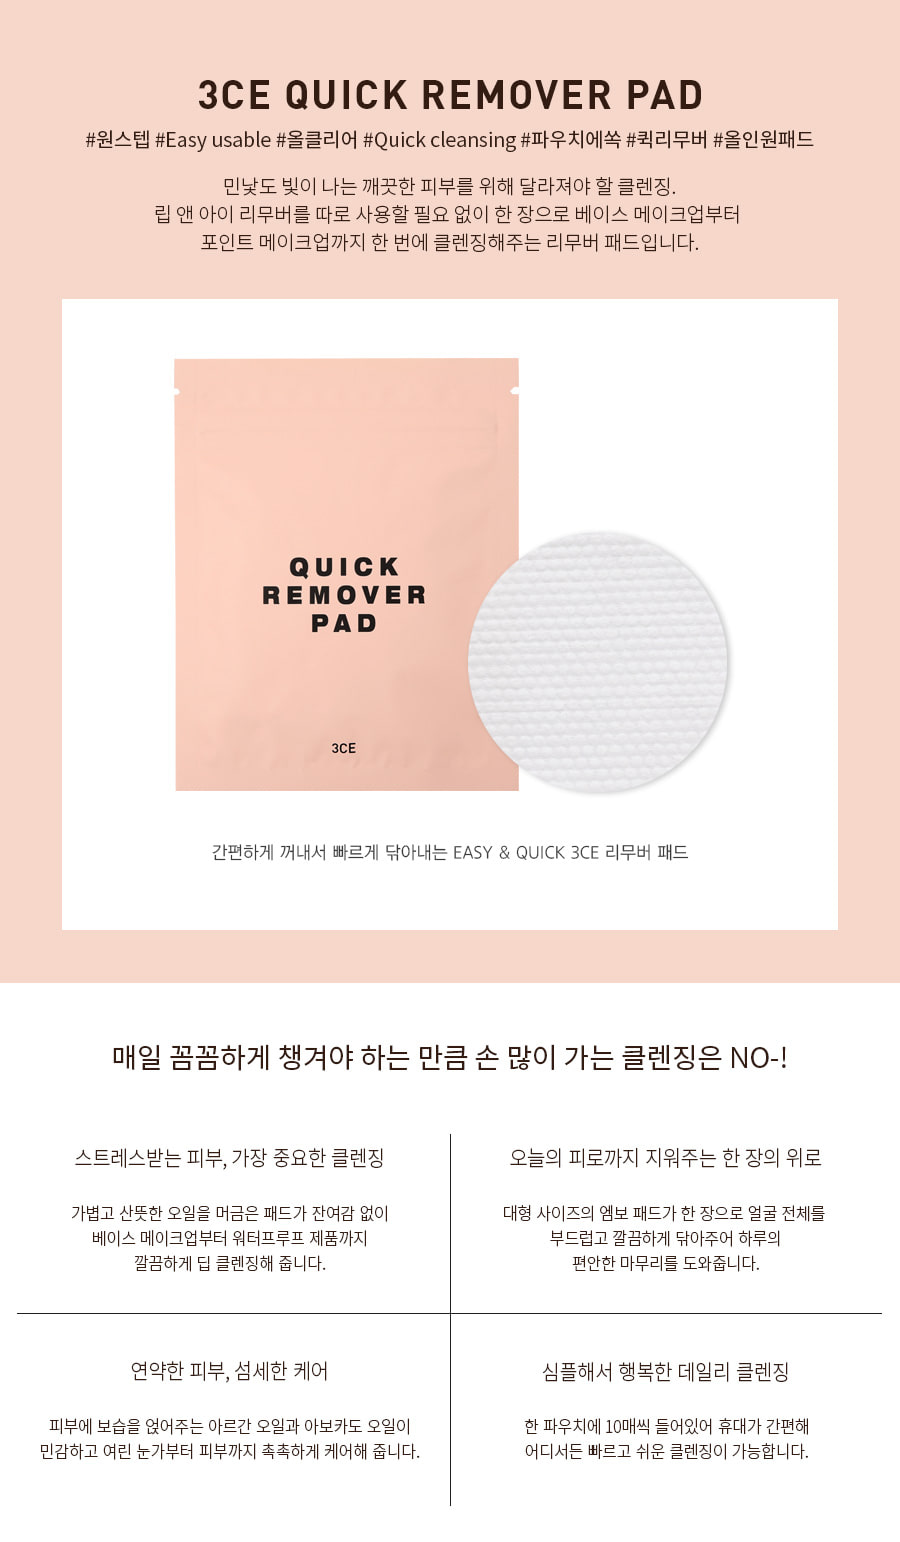 3CE QUICK REMOVER PAD
#원스텝 #Easy usable #올클리어 #Quick cleansing #파우치에쏙 #퀵리무버 #올인원패드
민낯도 빛이 나는 깨끗한 피부를 위해 달라져야 할 클렌징.
립 앤 아이 리무버를 따로 사용할 필요 없이 한 장으로 베이스 메이크업부터
포인트 메이크업까지 한 번에 클렌징해주는 리무버 패드입니다.
QUICK
REMOVER
PAD
3CE
간편하게 꺼내서 빠르게 닦아내는 EASY & QUICK 3CE 리무버 패드
매일 꼼꼼하게 챙겨야 하는 만큼 손 많이 가는 클렌징은 NO-!
스트레스받는 피부, 가장 중요한 클렌징
가볍고 산뜻한 오일을 머금은 패드가 잔여감 없이
베이스 메이크업부터 워터프루프 제품까지
깔끔하게 딥 클렌징해 줍니다.
오늘의 피로까지 지워주는 한 장의 위로
대형 사이즈의 엠보 패드가 한 장으로 얼굴 전체를
부드럽고 깔끔하게 닦아주어 하루의
편안한 마무리를 도와줍니다.
연약한 피부, 섬세한 케어
피부에 보습을 얹어주는 아르간 오일과 아보카도 오일이
민감하고 여린 눈가부터 피부까지 촉촉하게 케어해 줍니다.
심플해서 행복한 데일리 클렌징
한 파우치에 10매씩 들어있어 휴대가 간편해
어디서든 빠르고 쉬운 클렌징이 가능합니다.